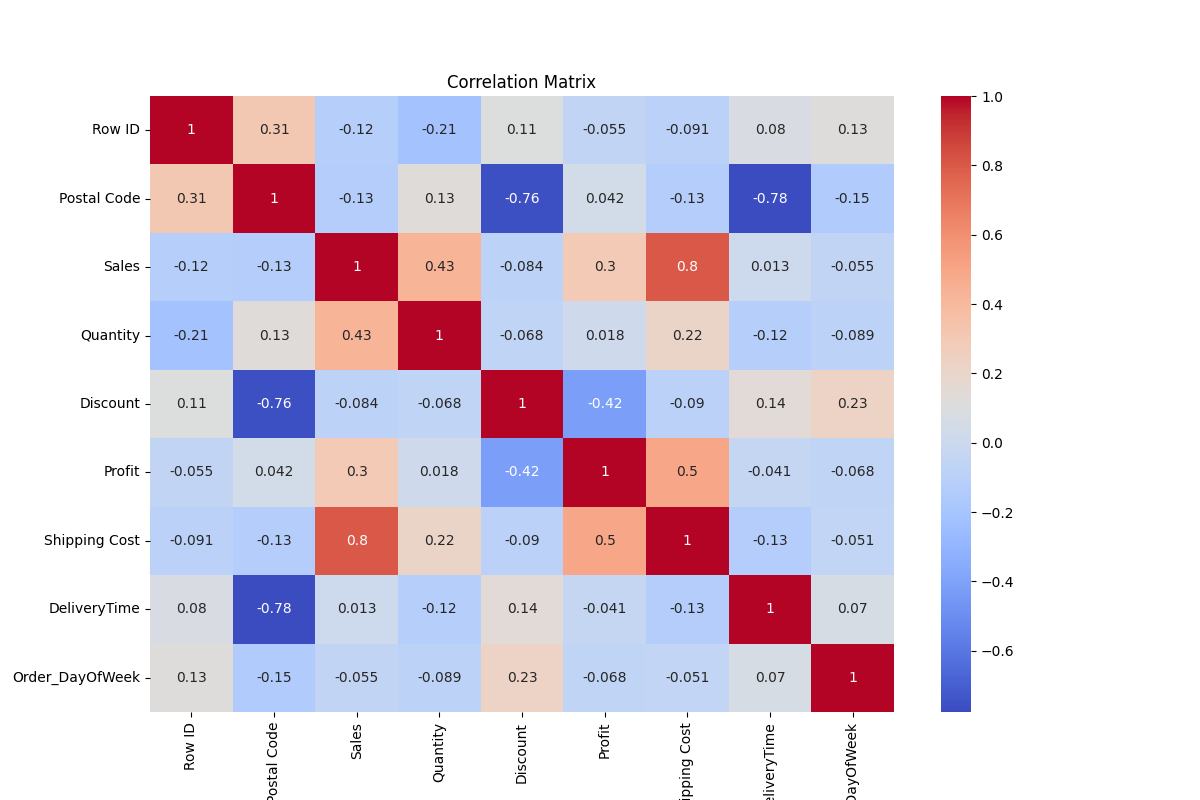 Correlation Matrix
Row ID 1 0.31 -0.12 -0.21 0.11 -0.055 -0.091 0.08 0.13
Postal Code 0.31 1 -0.13 0.13 -0.76 0.042 -0.13 -0.78 -0.15
Sales -0.12 -0.13 1 0.43 -0.084 0.3 0.8 0.013 -0.055
Quantity -0.21 0.13 0.43 1 -0.068 0.018 0.22 -0.12 -0.089
Discount 0.11 -0.76 -0.084 -0.068 1 -0.42 -0.09 0.14 0.23
Profit -0.055 0.042 0.3 0.018 -0.42 1 0.5 -0.041 -0.068
Shipping Cost -0.091 -0.13 0.8 0.22 -0.09 0.5 1 -0.13 -0.051
DeliveryTime 0.08 -0.78 0.013 -0.12 0.14 -0.041 -0.13 1 0.07
Order_DayOfWeek 0.13 -0.15 -0.055 -0.089 0.23 -0.068 -0.051 0.07 1
Row ID
Postal Code
Sales
Quantity
Discount
Profit
ipping Cost
eliveryTime
DayOfWeek
1.0
0.8
0.6
0.4
0.2
0.0
−0.2
−0.4
−0.6